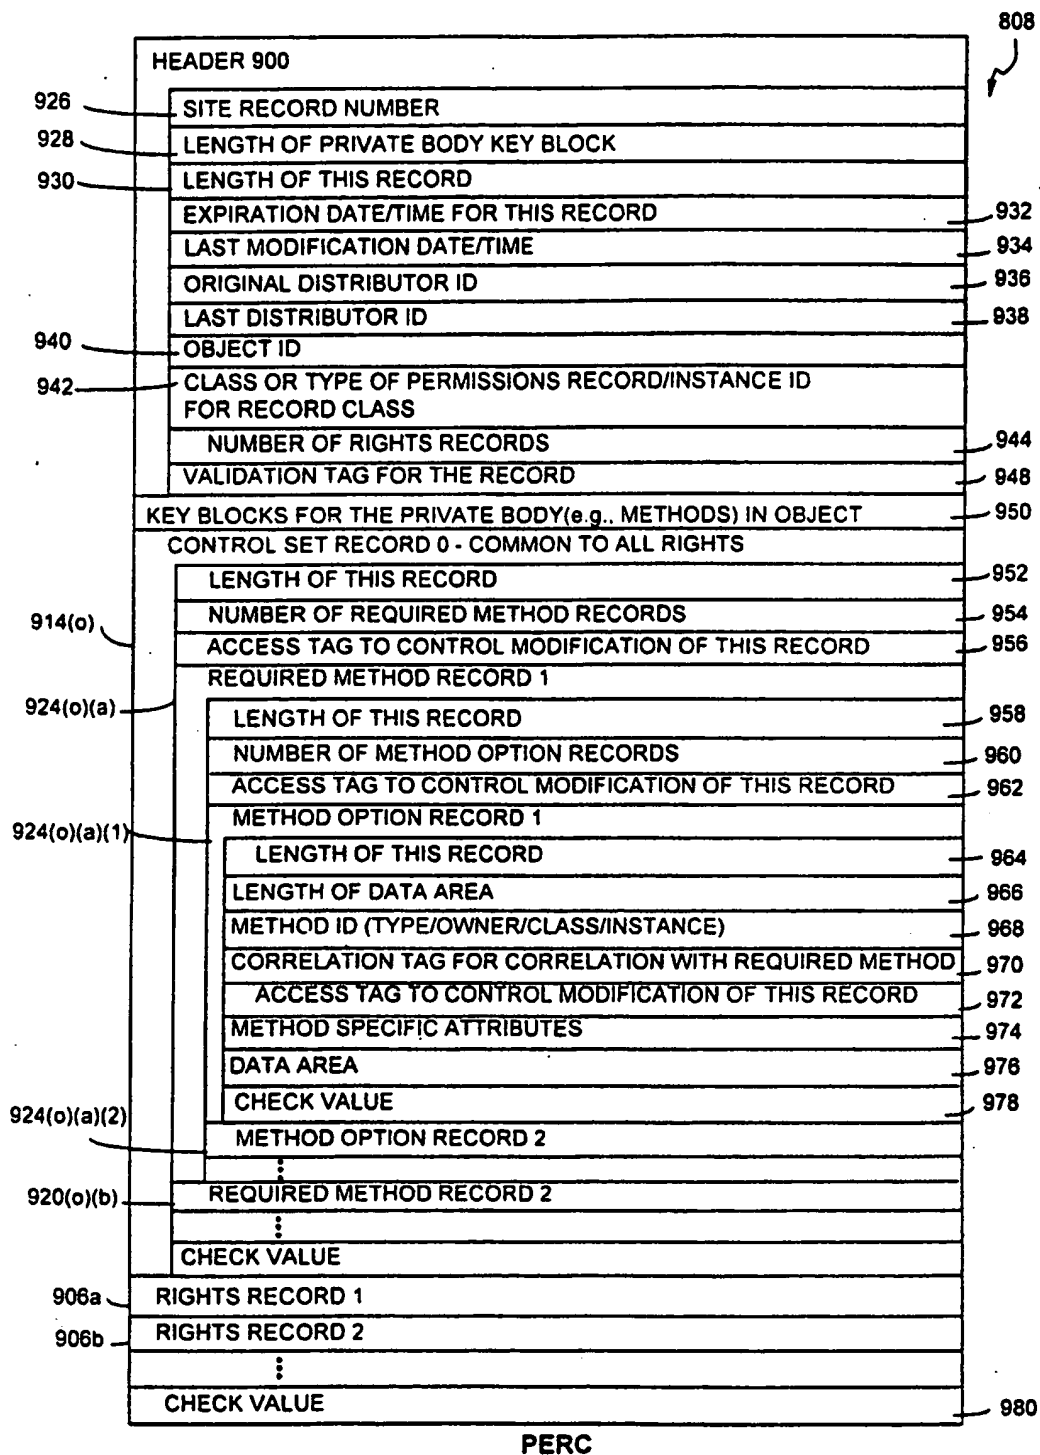 808
HEADER 900
926 SITE RECORD NUMBER
928 LENGTH OF PRIVATE BODY KEY BLOCK
930 LENGTH OF THIS RECORD
EXPIRATION DATE/TIME FOR THIS RECORD 932
LAST MODIFICATION DATE/TIME 934
ORIGINAL DISTRIBUTOR ID 936
LAST DISTRIBUTOR ID 938
940 OBJECT ID
942 CLASS OR TYPE OF PERMISSIONS RECORD/INSTANCE ID
FOR RECORD CLASS
NUMBER OF RIGHTS RECORDS 944
VALIDATION TAG FOR THE RECORD 948
KEY BLOCKS FOR THE PRIVATE BODY(e.g., METHODS) IN OBJECT 950
CONTROL SET RECORD 0 - COMMON TO ALL RIGHTS
LENGTH OF THIS RECORD 952
914(o) NUMBER OF REQUIRED METHOD RECORDS 954
ACCESS TAG TO CONTROL MODIFICATION OF THIS RECORD 956
REQUIRED METHOD RECORD 1
924(o)(a) LENGTH OF THIS RECORD 958
NUMBER OF METHOD OPTION RECORDS 960
ACCESS TAG TO CONTROL MODIFICATION OF THIS RECORD 962
METHOD OPTION RECORD 1
924(o)(a)(1) LENGTH OF THIS RECORD 964
LENGTH OF DATA AREA 966
METHOD ID (TYPE/OWNER/CLASS/INSTANCE) 968
CORRELATION TAG FOR CORRELATION WITH REQUIRED METHOD 970
ACCESS TAG TO CONTROL MODIFICATION OF THIS RECORD 972
METHOD SPECIFIC ATTRIBUTES 974
DATA AREA 976
CHECK VALUE 978
924(o)(a)(2) METHOD OPTION RECORD 2
920(o)(b) REQUIRED METHOD RECORD 2
CHECK VALUE
906a RIGHTS RECORD 1
906b RIGHTS RECORD 2
CHECK VALUE 980
PERC